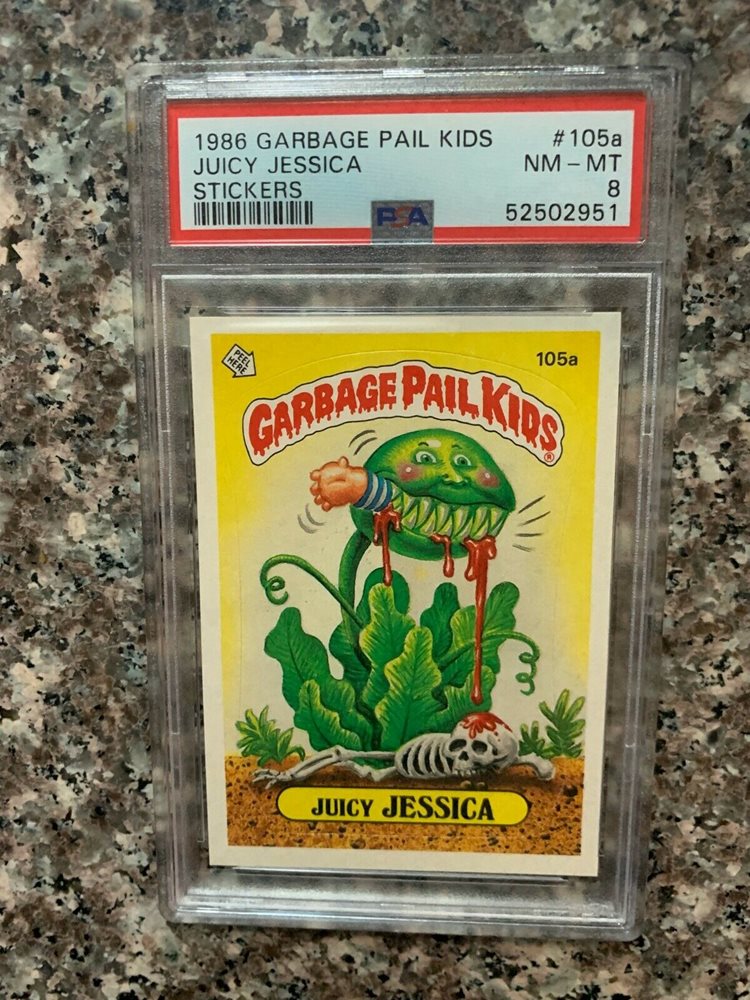 1986 GARBAGE PAIL KIDS #105a
JUICY JESSICA NM – MT
STICKERS 8
PSA 52502951
PEEL
HERE
105a
GARBAGE PAIL KIDS®
JUICY JESSICA